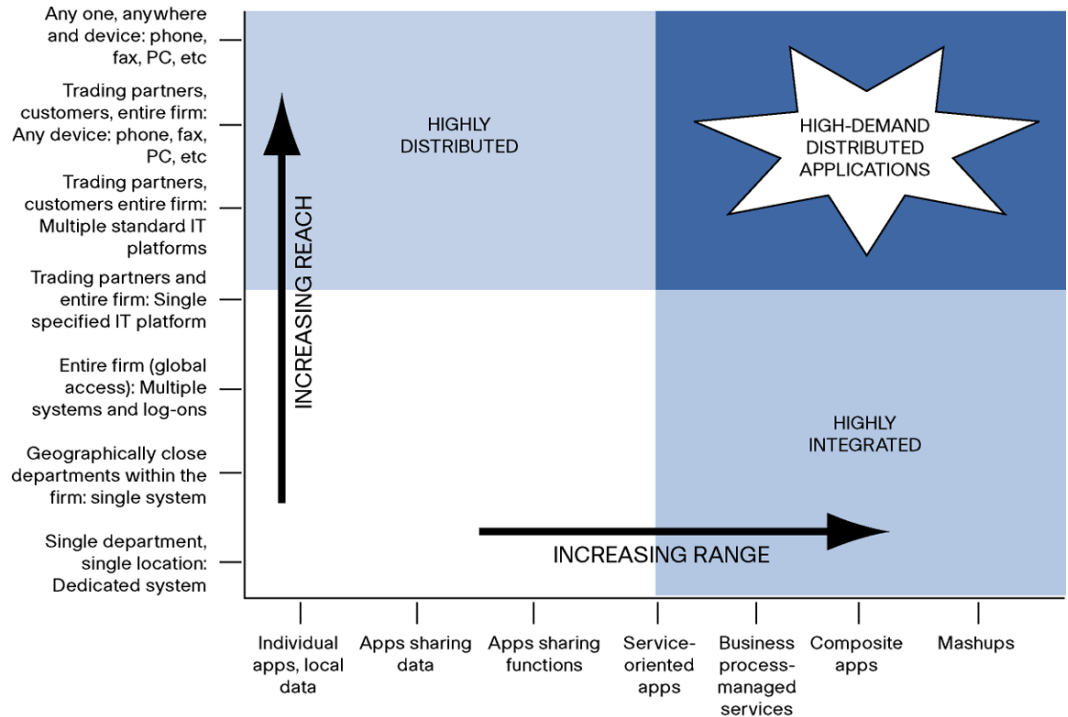 Any one, anywhere
and device: phone,
fax, PC, etc
Trading partners,
customers, entire firm:
Any device: phone, fax,
PC, etc
Trading partners,
customers entire firm:
Multiple standard IT
platforms
Trading partners and
entire firm: Single
specified IT platform
Entire firm (global
access): Multiple
systems and log-ons
Geographically close
departments within the
firm: single system
Single department,
single location:
Dedicated system
INCREASING REACH
HIGHLY
DISTRIBUTED
HIGH-DEMAND
DISTRIBUTED
APPLICATIONS
HIGHLY
INTEGRATED
INCREASING RANGE
Individual
apps, local
data
Apps sharing
data
Apps sharing
functions
Service-
oriented
apps
Business
process-
managed
services
Composite
apps
Mashups